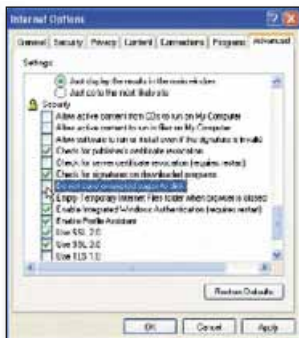 Internet Options
General Security Privacy Content Connections Programs Advanced
Settings
Just display the results in the main window
Just go to the most likely site
Security
Allow active content from CDs to run on My Computer
Allow active content to run in files on My Computer
Allow software to run or install even if the signature is invalid
Check for publisher's certificate revocation
Check for server certificate revocation (requires restart)
Check for signatures on downloaded programs
Do not save encrypted pages to disk
Empty Temporary Internet Files folder when browser is closed
Enable Integrated Windows Authentication (requires restart)
Enable Profile Assistant
Use SSL 2.0
Use SSL 3.0
Use TLS 1.0
Restore Defaults
OK Cancel Apply